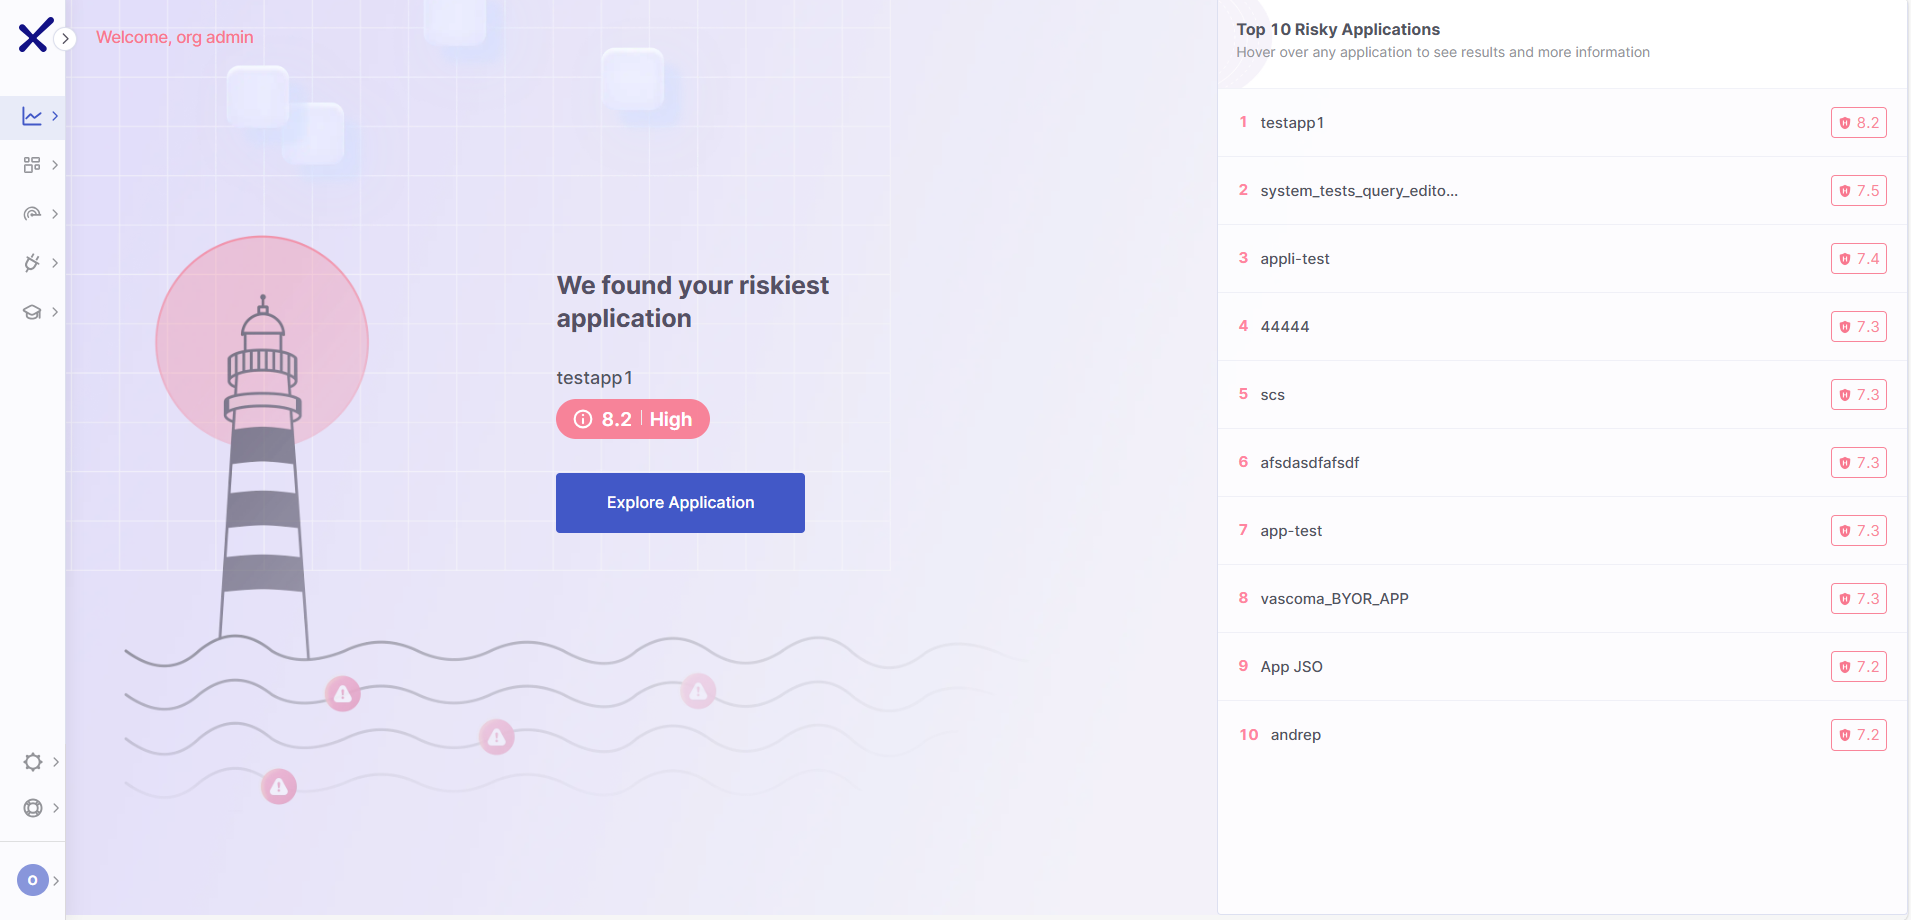 Welcome, org admin
We found your riskiest
application
testapp1
8.2 | High
Explore Application
Top 10 Risky Applications
Hover over any application to see results and more information
1 testapp1 H 8.2
2 system_tests_query_edito... H 7.5
3 appli-test H 7.4
4 44444 H 7.3
5 scs H 7.3
6 afsdasdfafsdf H 7.3
7 app-test H 7.3
8 vascoma_BYOR_APP H 7.3
9 App JSO H 7.2
10 andrep H 7.2
O